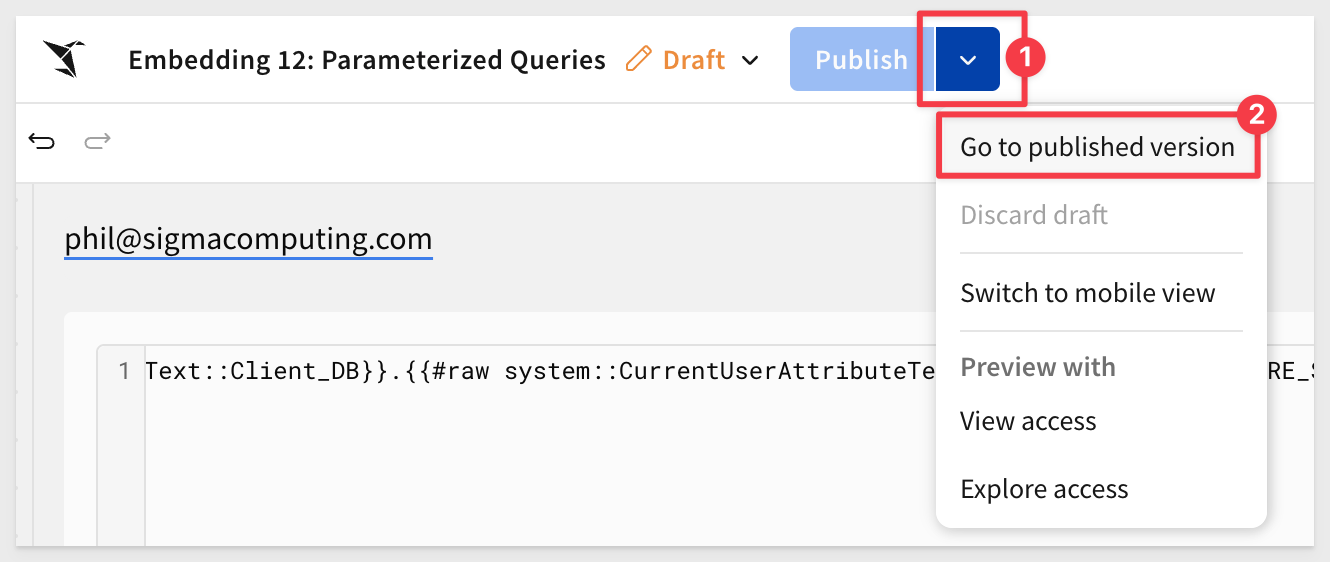 Embedding 12: Parameterized Queries Draft Publish 1
2
Go to published version
Discard draft
phil@sigmacomputing.com
Switch to mobile view
1 Text::Client_DB}}.{{#raw system::CurrentUserAttributeTe RE_S
Preview with
View access
Explore access